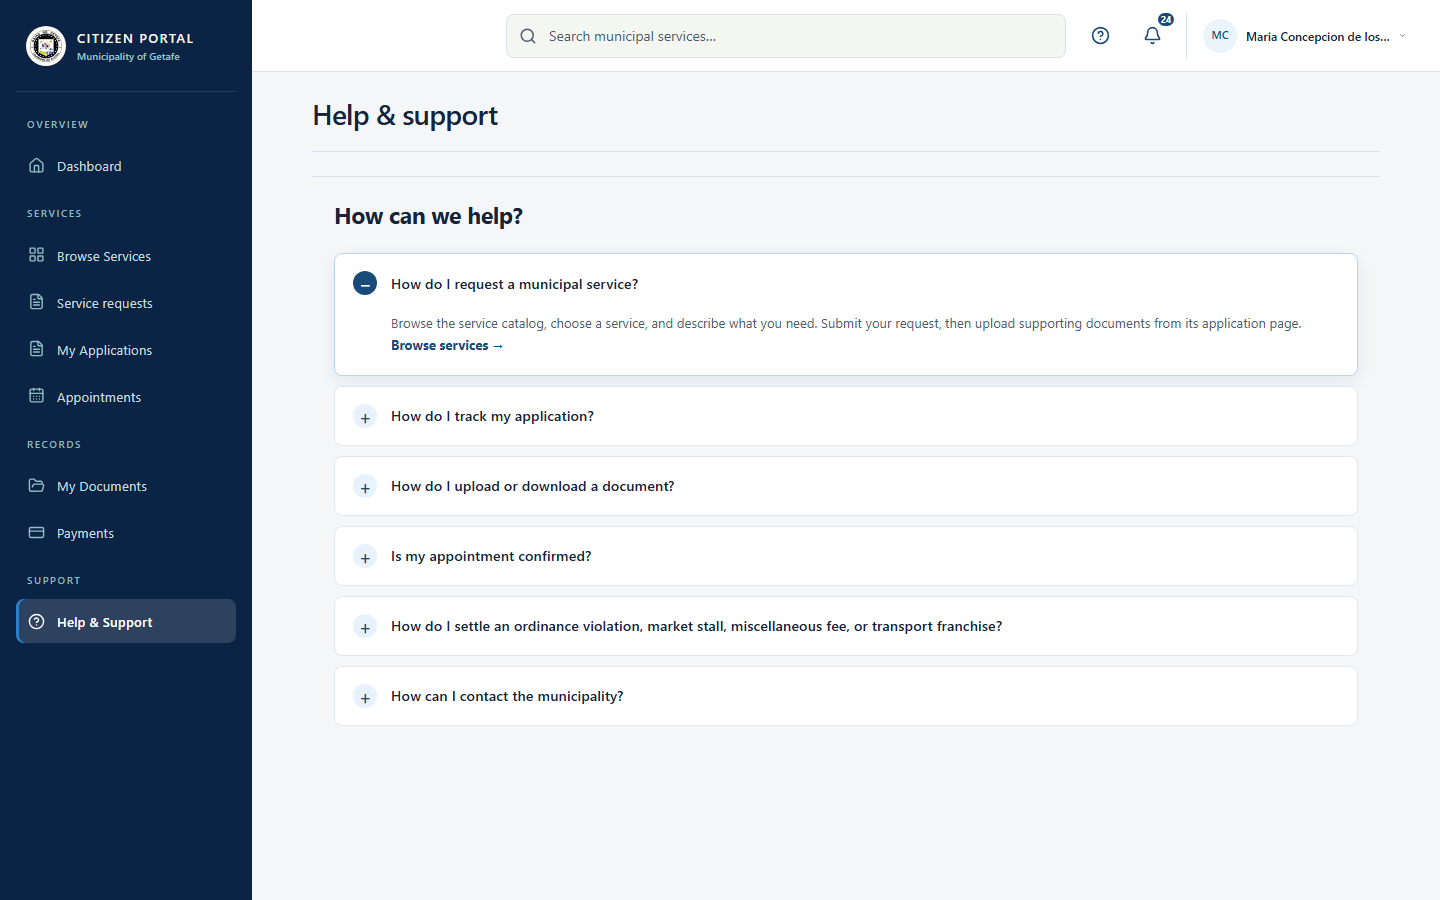 CITIZEN PORTAL
Municipality of Getafe
OVERVIEW
Dashboard
SERVICES
Browse Services
Service requests
My Applications
Appointments
RECORDS
My Documents
Payments
SUPPORT
Help & Support
Search municipal services...
24
MC
Maria Concepcion de los...
Help & support
How can we help?
How do I request a municipal service?
Browse the service catalog, choose a service, and describe what you need. Submit your request, then upload supporting documents from its application page.
Browse services →
How do I track my application?
How do I upload or download a document?
Is my appointment confirmed?
How do I settle an ordinance violation, market stall, miscellaneous fee, or transport franchise?
How can I contact the municipality?